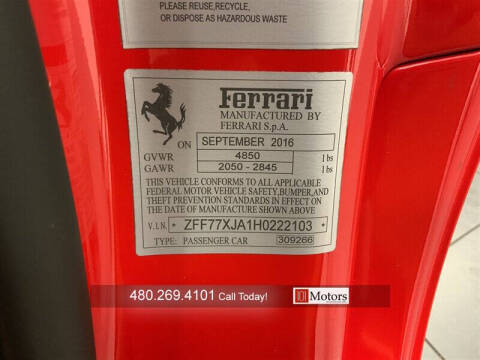 PLEASE REUSE,RECYCLE,
OR DISPOSE AS HAZARDOUS WASTE
Ferrari
MANUFACTURED BY
FERRARI S.p.A.
ON SEPTEMBER 2016
GVWR 4850 lbs
GAWR 2050 - 2845 lbs
THIS VEHICLE CONFORMS TO ALL APPLICABLE
FEDERAL MOTOR VEHICLE SAFETY,BUMPER,AND
THEFT PREVENTION STANDARDS IN EFFECT ON
THE DATE OF MANUFACTURE SHOWN ABOVE
V.I.N. ZFF77XJA1H0222103
TYPE: PASSENGER CAR 309266
480.269.4101 Call Today! 101 Motors